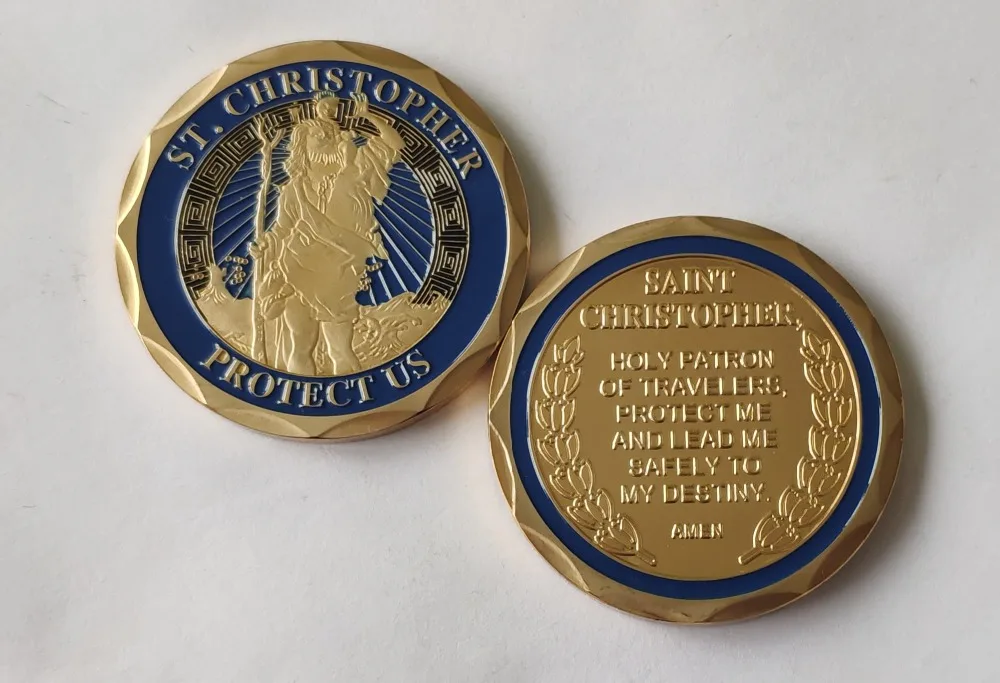 ST. CHRISTOPHER
PROTECT US
SAINT
CHRISTOPHER,
HOLY PATRON
OF TRAVELERS,
PROTECT ME
AND LEAD ME
SAFELY TO
MY DESTINY.
AMEN